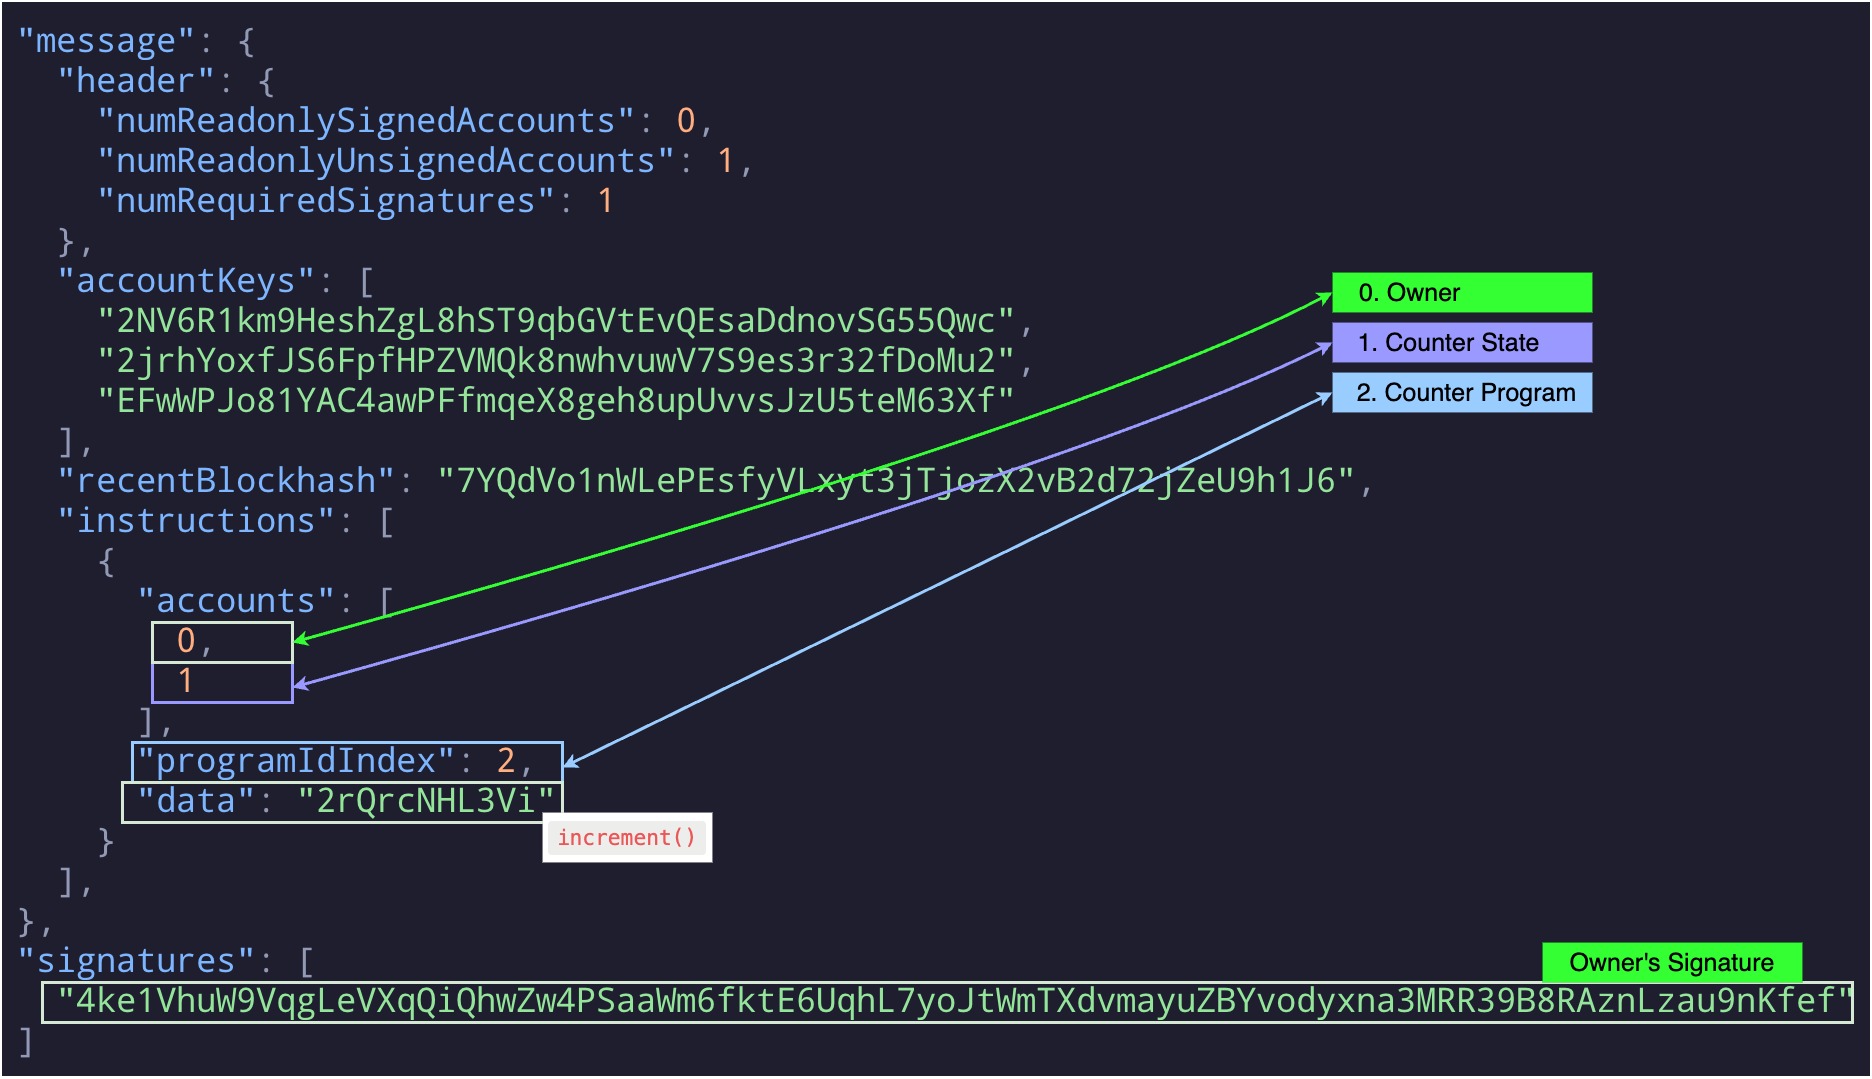 "message": {
"header": {
"numReadonlySignedAccounts": 0,
"numReadonlyUnsignedAccounts": 1,
"numRequiredSignatures": 1
},
"accountKeys": [
0. Owner
"2NV6R1km9HeshZgL8hST9qbGVtEvQEsaDdnovSG55Qwc",
1. Counter State
"2jrhYoxfJS6FpfHPZVMQk8nwhvuwV7S9es3r32fDoMu2",
2. Counter Program
"EFwWPJo81YAC4awPFfmqeX8geh8upUvvsJzU5teM63Xf"
],
"recentBlockhash": "7YQdVo1nWLePEsfyVLxyt3jTjozX2vB2d72jZeU9h1J6",
"instructions": [
{
"accounts": [
0,
1
],
"programIdIndex": 2,
"data": "2rQrcNHL3Vi"
increment()
}
],
},
"signatures": [
Owner's Signature
"4ke1VhuW9VqgLeVXqQiQhwZw4PSaaWm6fktE6UqhL7yoJtWmTXdvmayuZBYvodyxna3MRR39B8RAznLzau9nKfef"
]